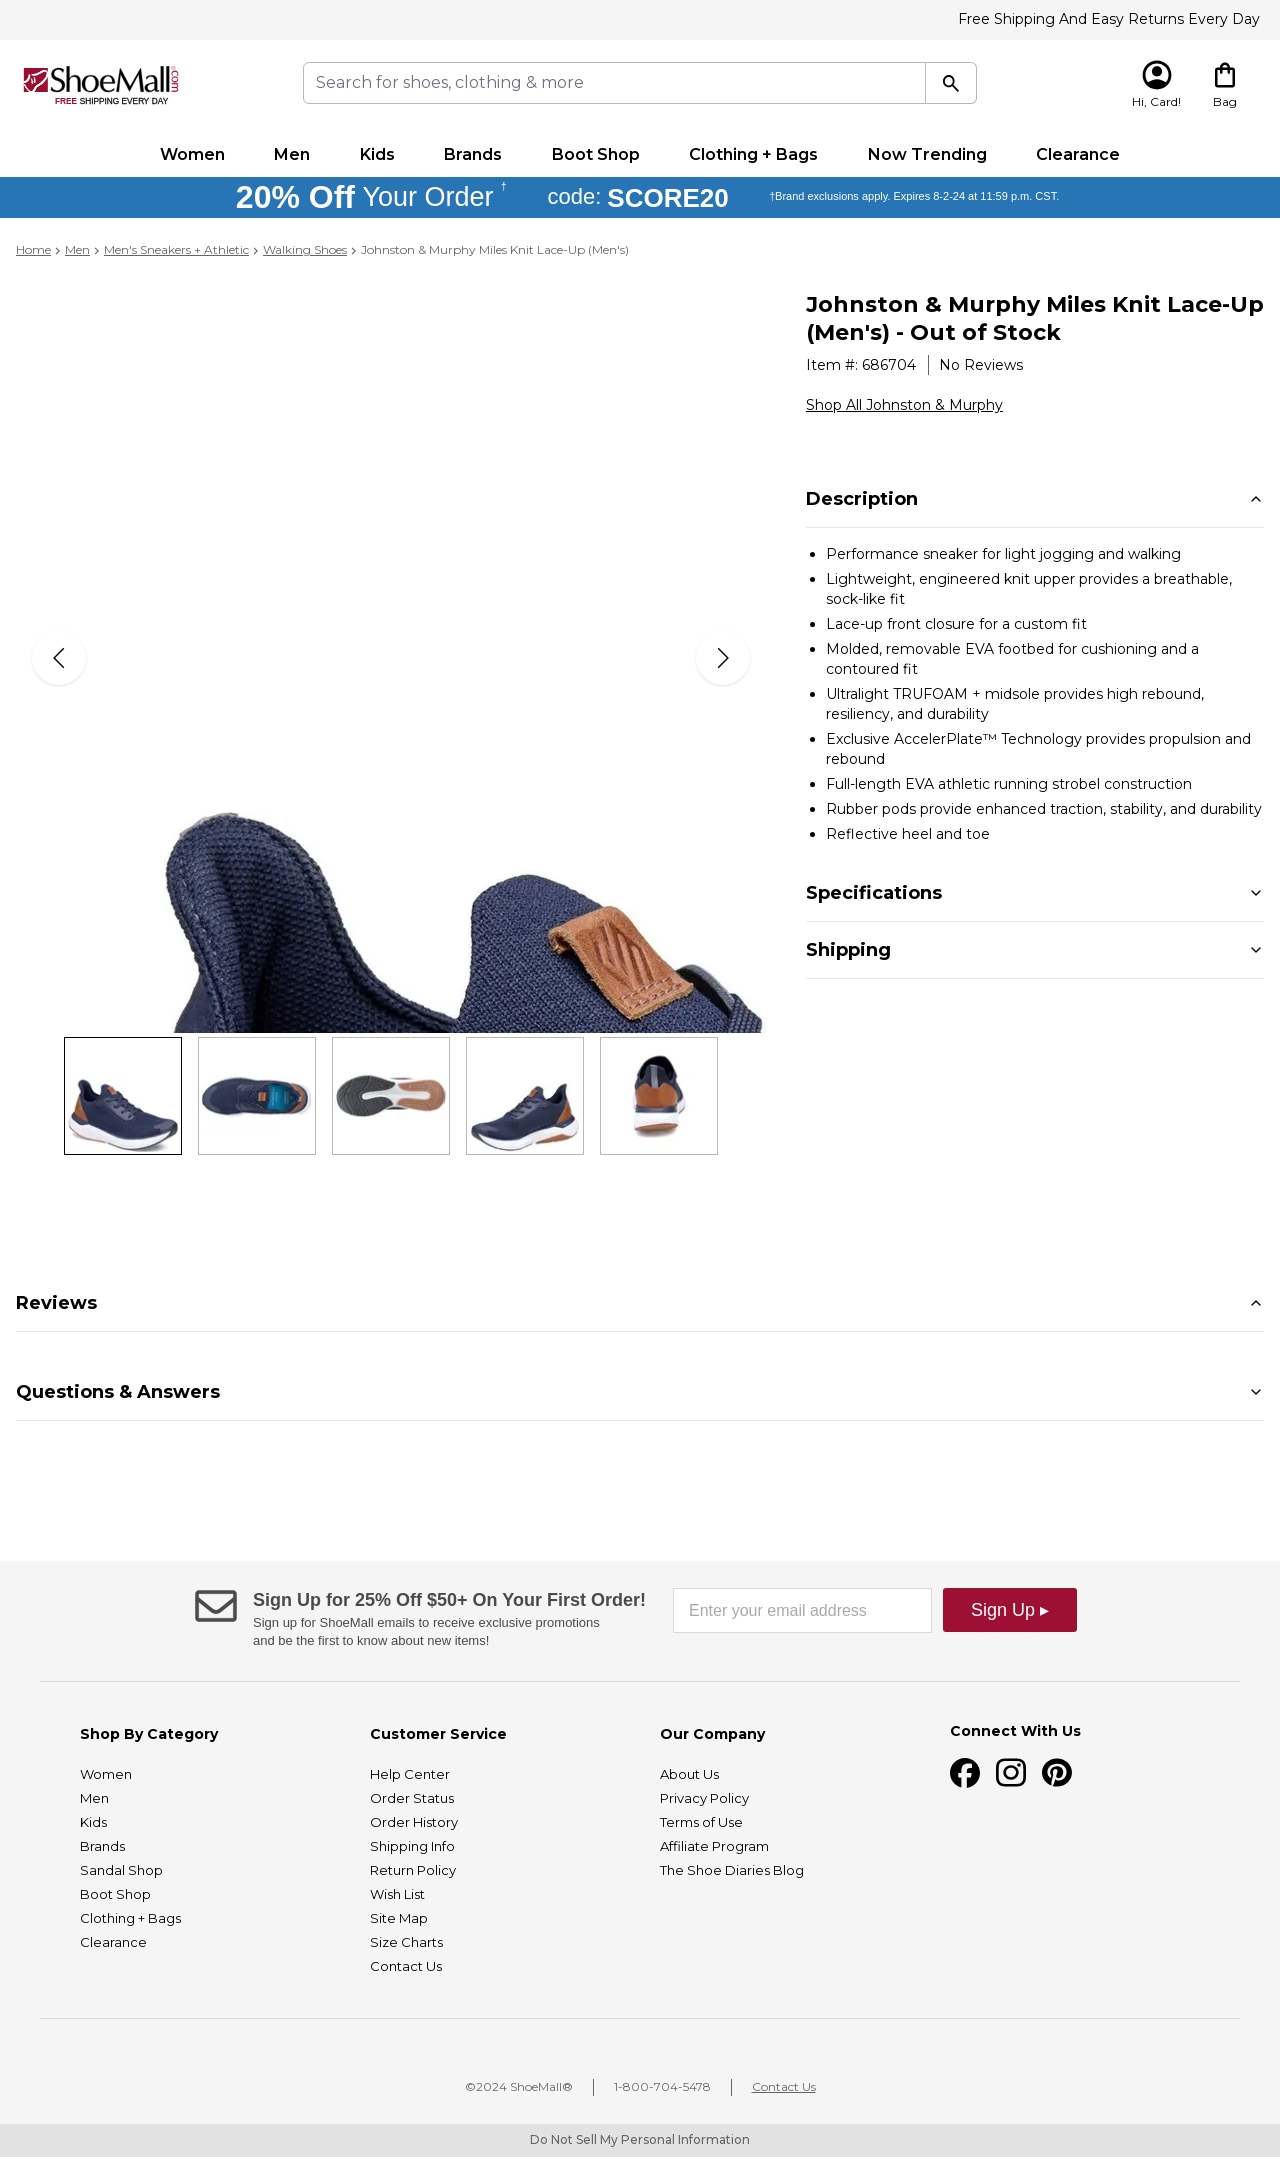 Free Shipping And Easy Returns Every Day
ShoeMall.com®
FREE SHIPPING EVERY DAY
Search for shoes, clothing & more
Hi, Card!
Bag
Women
Men
Kids
Brands
Boot Shop
Clothing + Bags
Now Trending
Clearance
20% Off Your Order † code: SCORE20 †Brand exclusions apply. Expires 8-2-24 at 11:59 p.m. CST.
Home > Men > Men's Sneakers + Athletic > Walking Shoes > Johnston & Murphy Miles Knit Lace-Up (Men's)
Johnston & Murphy Miles Knit Lace-Up
(Men's) - Out of Stock
Item #: 686704 | No Reviews
Shop All Johnston & Murphy
Description
• Performance sneaker for light jogging and walking
• Lightweight, engineered knit upper provides a breathable,
sock-like fit
• Lace-up front closure for a custom fit
• Molded, removable EVA footbed for cushioning and a
contoured fit
• Ultralight TRUFOAM + midsole provides high rebound,
resiliency, and durability
• Exclusive AccelerPlate™ Technology provides propulsion and
rebound
• Full-length EVA athletic running strobel construction
• Rubber pods provide enhanced traction, stability, and durability
• Reflective heel and toe
Specifications
Shipping
Reviews
Questions & Answers
Sign Up for 25% Off $50+ On Your First Order!
Sign up for ShoeMall emails to receive exclusive promotions
and be the first to know about new items!
Enter your email address
Sign Up ▸
Shop By Category
Women
Men
Kids
Brands
Sandal Shop
Boot Shop
Clothing + Bags
Clearance
Customer Service
Help Center
Order Status
Order History
Shipping Info
Return Policy
Wish List
Site Map
Size Charts
Contact Us
Our Company
About Us
Privacy Policy
Terms of Use
Affiliate Program
The Shoe Diaries Blog
Connect With Us
©2024 ShoeMall® | 1-800-704-5478 | Contact Us
Do Not Sell My Personal Information